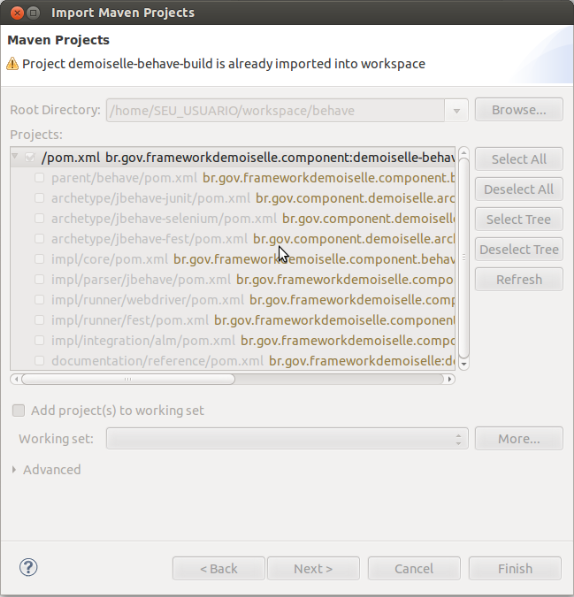 Import Maven Projects
Maven Projects
Project demoiselle-behave-build is already imported into workspace
Root Directory: /home/SEU_USUARIO/workspace/behave Browse...
Projects:
/pom.xml br.gov.frameworkdemoiselle.component:demoiselle-behav
Select All
parent/behave/pom.xml br.gov.frameworkdemoiselle.component.b
Deselect All
archetype/jbehave-junit/pom.xml br.gov.component.demoiselle.arc
archetype/jbehave-selenium/pom.xml br.gov.component.demoiselle
Select Tree
archetype/jbehave-fest/pom.xml br.gov.component.demoiselle.arc
Deselect Tree
impl/core/pom.xml br.gov.frameworkdemoiselle.component.behav
impl/parser/jbehave/pom.xml br.gov.frameworkdemoiselle.compo
Refresh
impl/runner/webdriver/pom.xml br.gov.frameworkdemoiselle.comp
impl/runner/fest/pom.xml br.gov.frameworkdemoiselle.component
impl/integration/alm/pom.xml br.gov.frameworkdemoiselle.compo
documentation/reference/pom.xml br.gov.frameworkdemoiselle:d
Add project(s) to working set
Working set: More...
Advanced
? < Back Next > Cancel Finish